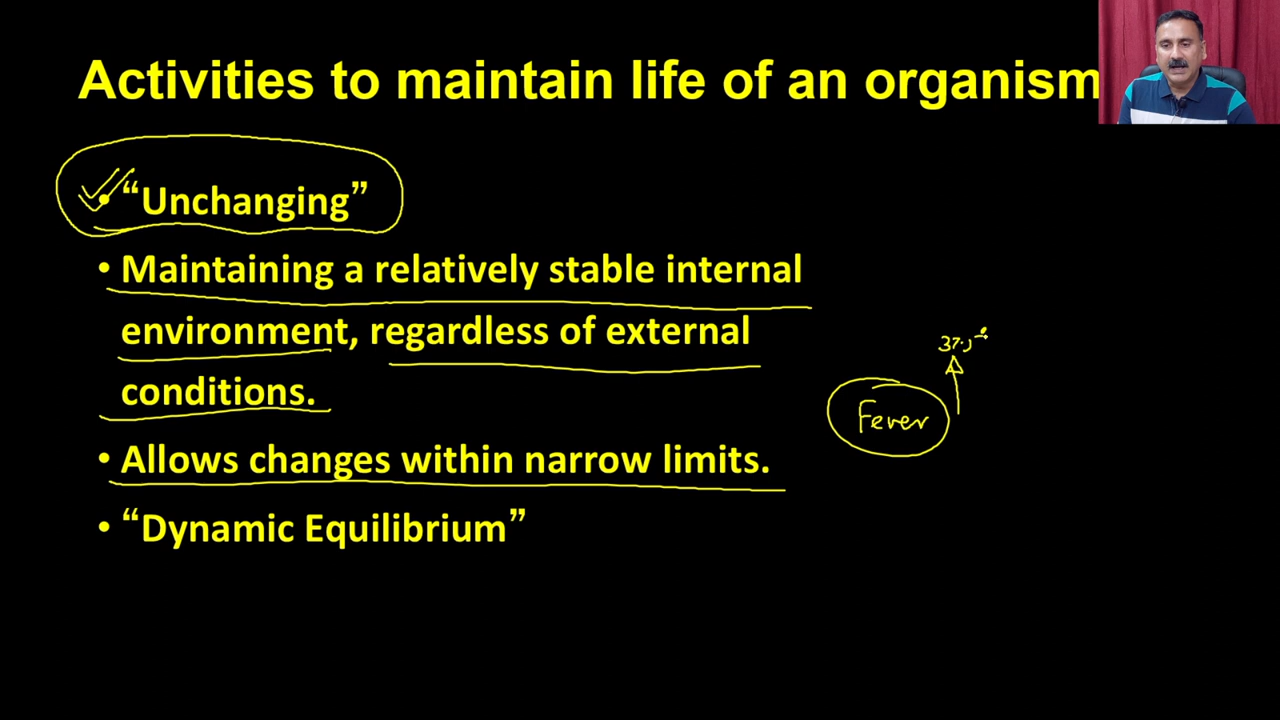 Activities to maintain life of an organism
• “Unchanging”
• Maintaining a relatively stable internal
environment, regardless of external
conditions.
• Allows changes within narrow limits.
• “Dynamic Equilibrium”
Fever